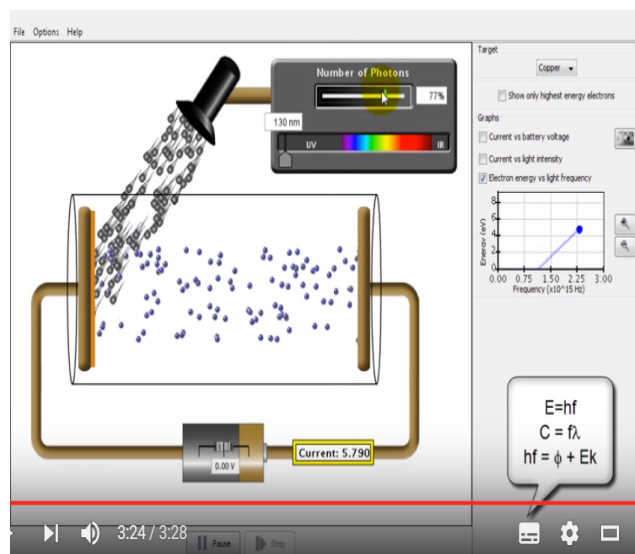 File Options Help
Number of Photons
77%
130 nm
UV
IR
Current: 5.790
0.00 V
Target
Copper
Show only highest energy electrons
Graphs
Current vs battery voltage
Current vs light intensity
Electron energy vs light frequency
Energy (eV)
8
6
4
2
0
0.00 0.75 1.50 2.25 3.00
Frequency (x10^15 Hz)
E=hf
C = fλ
hf = ϕ + Ek
3:24 / 3:28
Pause
Step